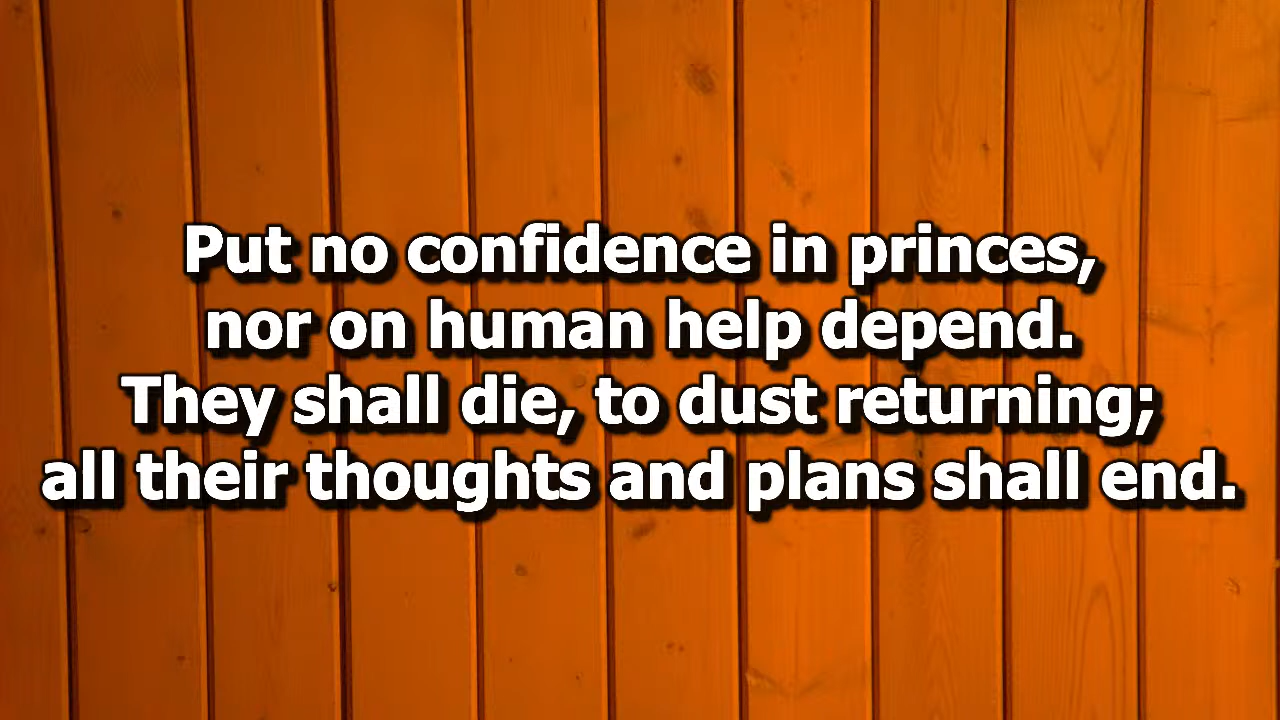 Put no confidence in princes,
nor on human help depend.
They shall die, to dust returning;
all their thoughts and plans shall end.